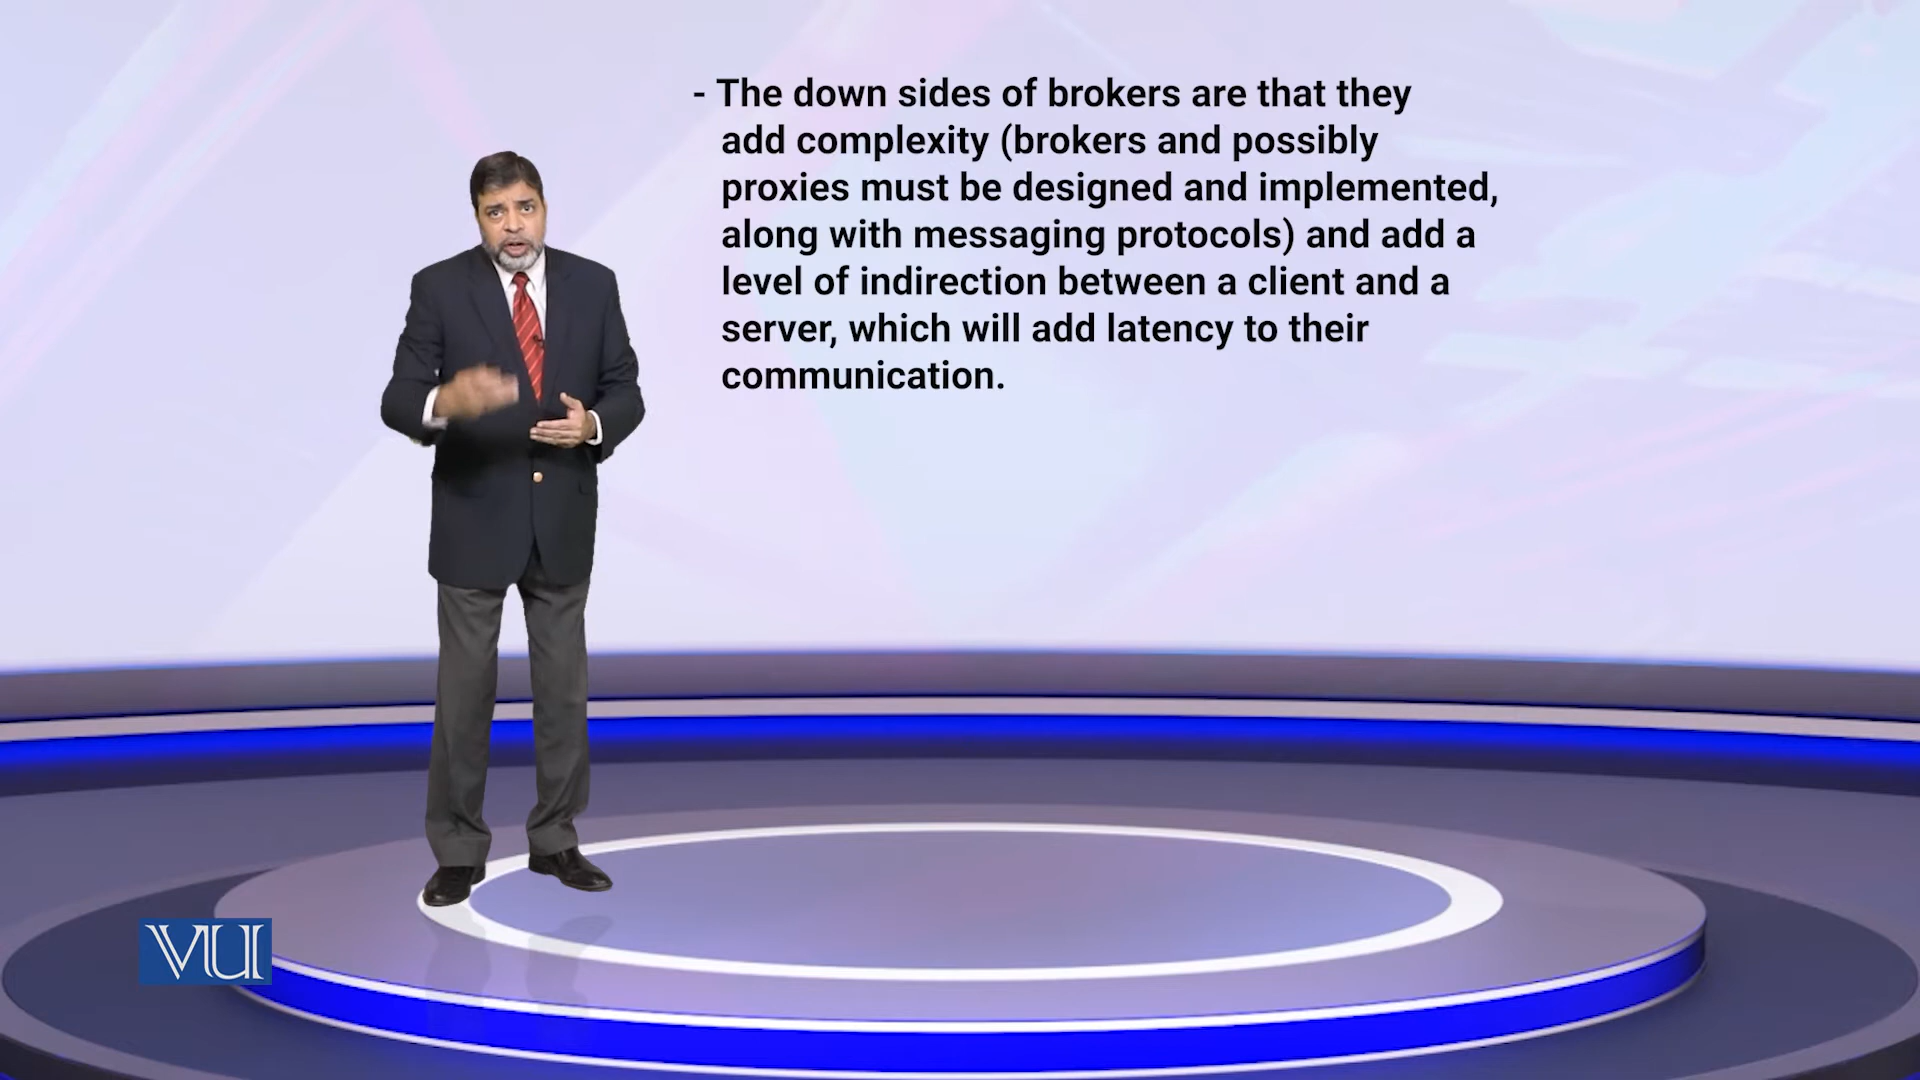 - The down sides of brokers are that they
add complexity (brokers and possibly
proxies must be designed and implemented,
along with messaging protocols) and add a
level of indirection between a client and a
server, which will add latency to their
communication.
VU